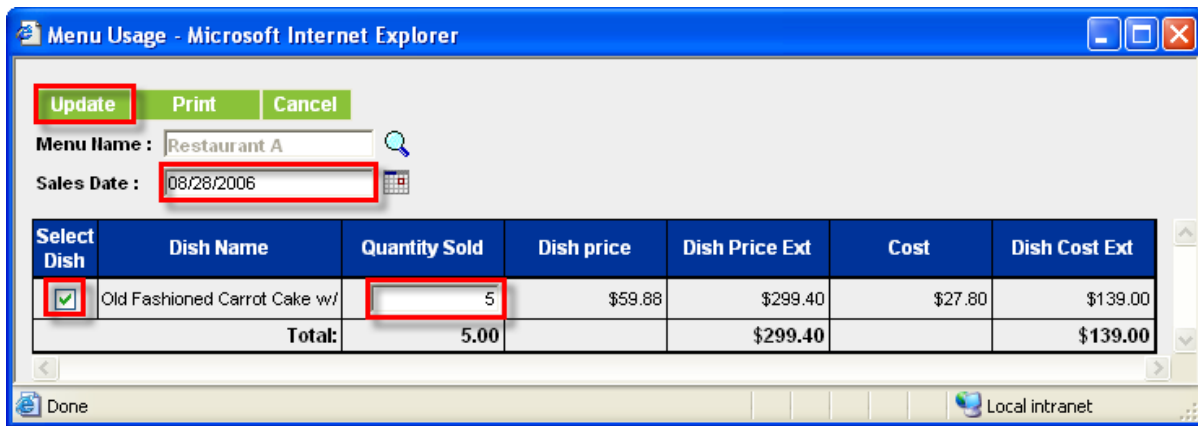 Menu Usage - Microsoft Internet Explorer
Update Print Cancel
Menu Name : Restaurant A
Sales Date : 08/28/2006
Select Dish Dish Name Quantity Sold Dish price Dish Price Ext Cost Dish Cost Ext
Old Fashioned Carrot Cake w/ 5 $59.88 $299.40 $27.80 $139.00
Total: 5.00 $299.40 $139.00
Done Local intranet